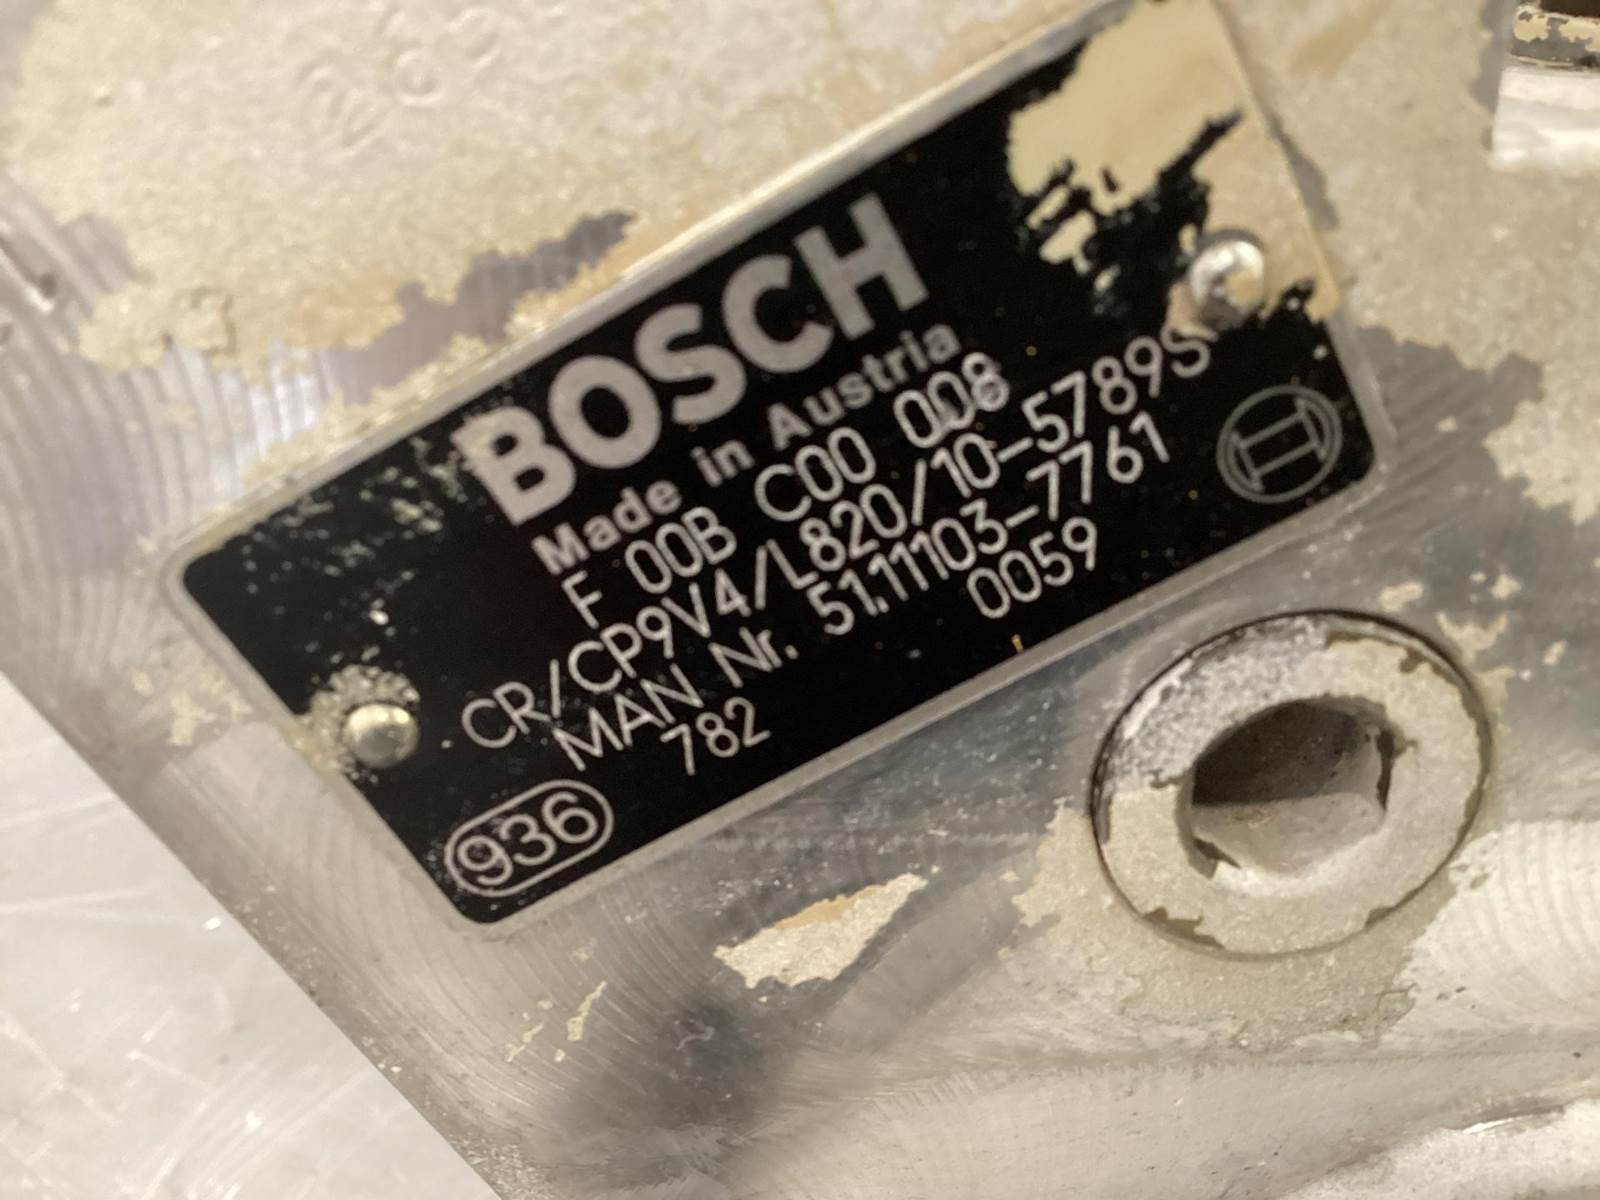 BOSCH
Made in Austria
F 00B C00 008
CR/CP9V4/L820/10-5789S
MAN Nr. 51.11103-7761
782 0059
936